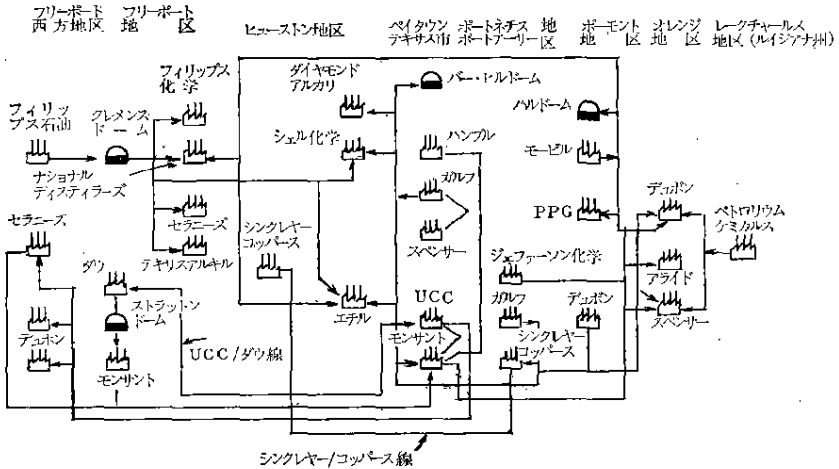 フリーポート
西方地区
フリーポート
地 区
ヒューストン地区
ベイタウン
テキサス市
ポートネチス
ポートアーサー
地
区
ボーモント
地 区
オレンジ
地 区
レークチャールス
地区(ルイジアナ州)
フィリップス
化学
ダイヤモンド
アルカリ
バー・ヒルドーム
フィリッ
プス石油
クレメンス
ドーム
シェル化学
ハンブル
ハルドーム
モービル
ナショナル
ディスティラーズ
ガルフ
デュポン
セラニーズ
セラニーズ
シンクレヤー
コッパース
スペンサー
PPG
ペトロリウム
ケミカルス
テキリスアルキル
ジェファーソン化学
アライド
ダウ
エチル
UCC
ガルフ
デュポン
スペンサー
ストラットン
ドーム
デュポン
モンサント
シンクレヤー
コッパース
UCC/ダウ線
モンサント
シンクレヤー/コッパース線